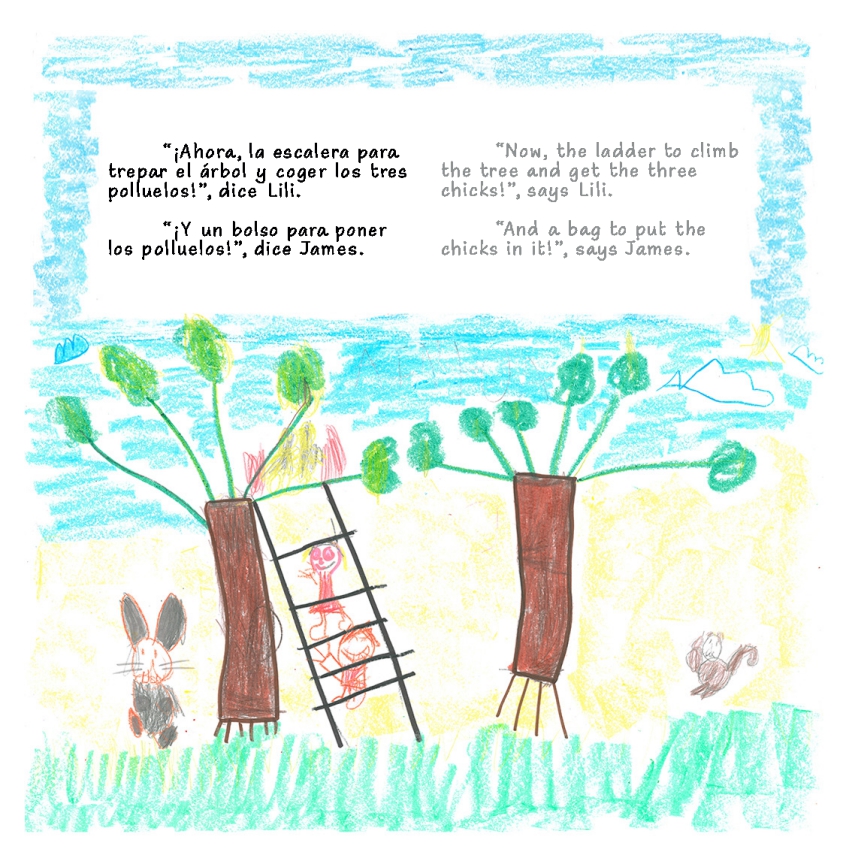 “¡Ahora, la escalera para
trepar el árbol y coger los tres
polluelos!”, dice Lili.
“¡Y un bolso para poner
los polluelos!”, dice James.
“Now, the ladder to climb
the tree and get the three
chicks!”, says Lili.
“And a bag to put the
chicks in it!”, says James.